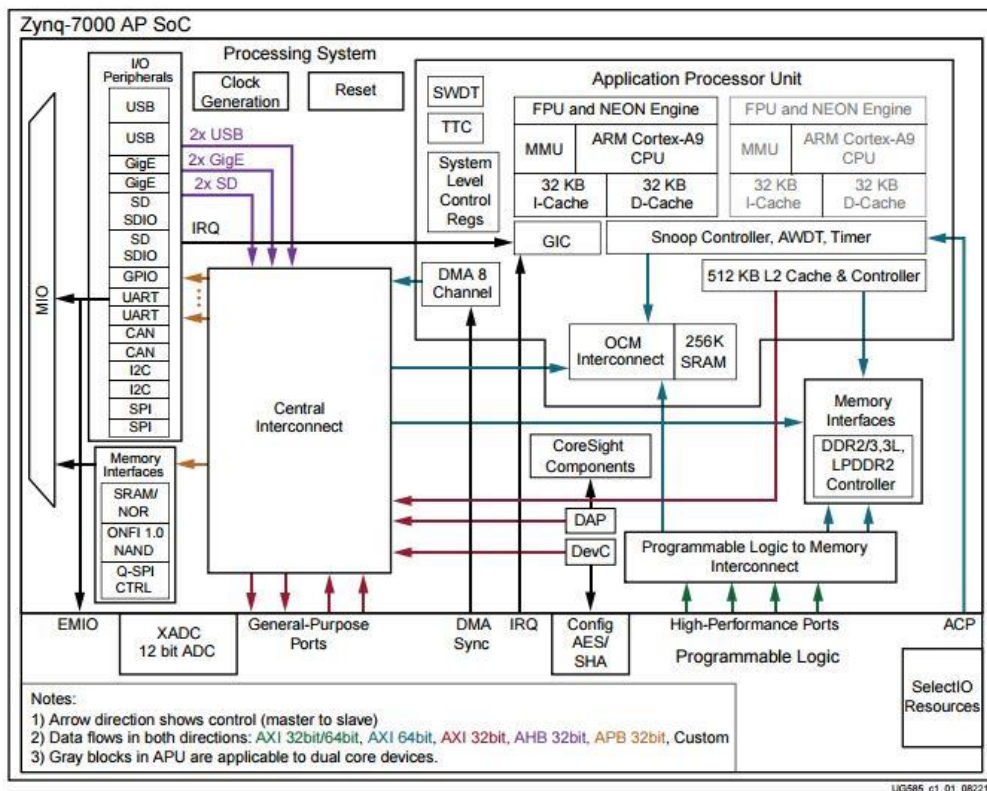 Zynq-7000 AP SoC
Processing System
I/O
Peripherals
USB
USB
GigE
GigE
SD
SDIO
SD
SDIO
GPIO
UART
UART
CAN
CAN
I2C
I2C
SPI
SPI
MIO
Clock
Generation
Reset
2x USB
2x GigE
2x SD
IRQ
Application Processor Unit
SWDT
TTC
System
Level
Control
Regs
FPU and NEON Engine
MMU
ARM Cortex-A9
CPU
32 KB
I-Cache
32 KB
D-Cache
FPU and NEON Engine
MMU
ARM Cortex-A9
CPU
32 KB
I-Cache
32 KB
D-Cache
GIC
Snoop Controller, AWDT, Timer
DMA 8
Channel
512 KB L2 Cache & Controller
OCM
Interconnect
256K
SRAM
Central
Interconnect
Memory
Interfaces
DDR2/3,3L,
LPDDR2
Controller
CoreSight
Components
DAP
DevC
Programmable Logic to Memory
Interconnect
Memory
Interfaces
SRAM/
NOR
ONFI 1.0
NAND
Q-SPI
CTRL
EMIO
XADC
12 bit ADC
General-Purpose
Ports
DMA
Sync
IRQ
Config
AES/
SHA
High-Performance Ports
ACP
Programmable Logic
SelectIO
Resources
Notes:
1) Arrow direction shows control (master to slave)
2) Data flows in both directions: AXI 32bit/64bit, AXI 64bit, AXI 32bit, AHB 32bit, APB 32bit, Custom
3) Gray blocks in APU are applicable to dual core devices.
UG585_c1_01_08221